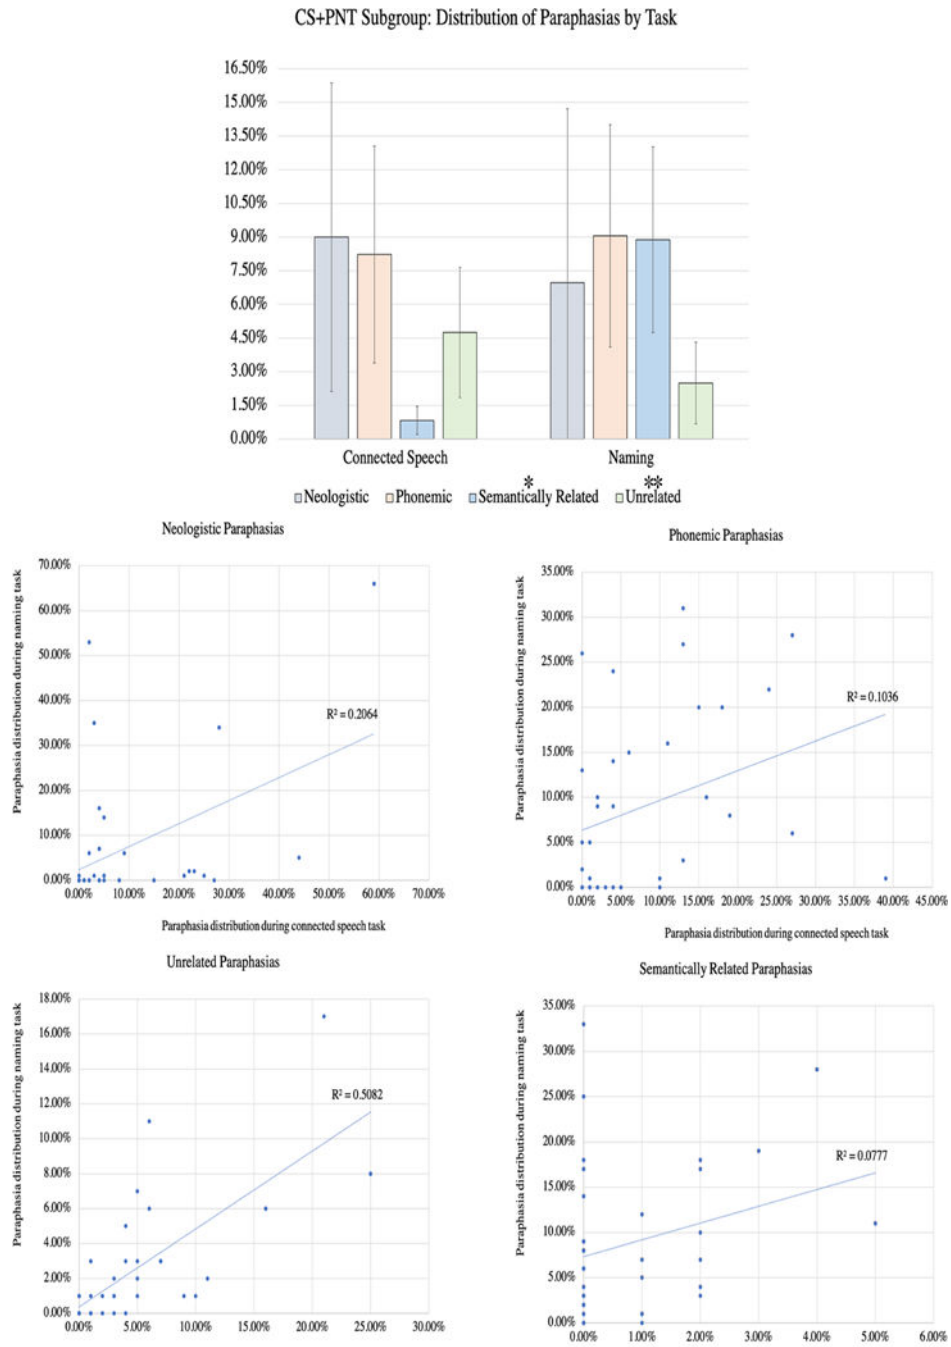 CS+PNT Subgroup: Distribution of Paraphasias by Task
16.50%
15.00%
13.50%
12.00%
10.50%
9.00%
7.50%
6.00%
4.50%
3.00%
1.50%
0.00%
Connected Speech Naming
* **
Neologistic Phonemic Semantically Related Unrelated
Neologistic Paraphasias
Paraphasia distribution during naming task
70.00%
60.00%
50.00%
40.00%
30.00%
20.00%
10.00%
0.00%
R² = 0.2064
0.00% 10.00% 20.00% 30.00% 40.00% 50.00% 60.00% 70.00%
Paraphasia distribution during connected speech task
Phonemic Paraphasias
Paraphasia distribution during naming task
35.00%
30.00%
25.00%
20.00%
15.00%
10.00%
5.00%
0.00%
R² = 0.1036
0.00% 5.00% 10.00% 15.00% 20.00% 25.00% 30.00% 35.00% 40.00% 45.00%
Paraphasia distribution during connected speech task
Unrelated Paraphasias
Paraphasia distribution during naming task
18.00%
16.00%
14.00%
12.00%
10.00%
8.00%
6.00%
4.00%
2.00%
0.00%
R² = 0.5082
0.00% 5.00% 10.00% 15.00% 20.00% 25.00% 30.00%
Semantically Related Paraphasias
Paraphasia distribution during naming task
35.00%
30.00%
25.00%
20.00%
15.00%
10.00%
5.00%
0.00%
R² = 0.0777
0.00% 1.00% 2.00% 3.00% 4.00% 5.00% 6.00%